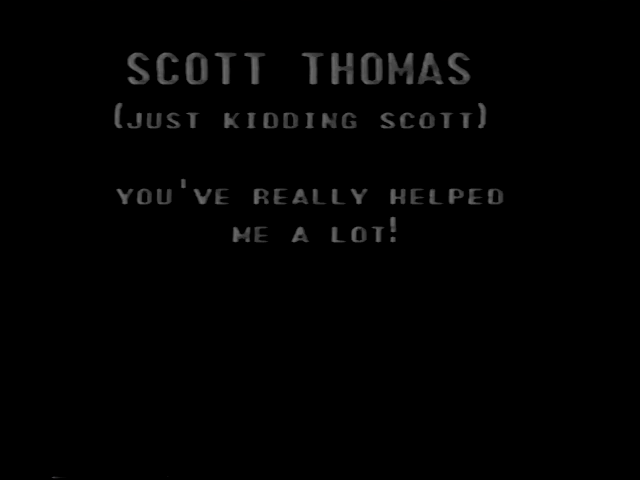 SCOTT THOMAS
(JUST KIDDING SCOTT)
YOU'VE REALLY HELPED
ME A LOT!